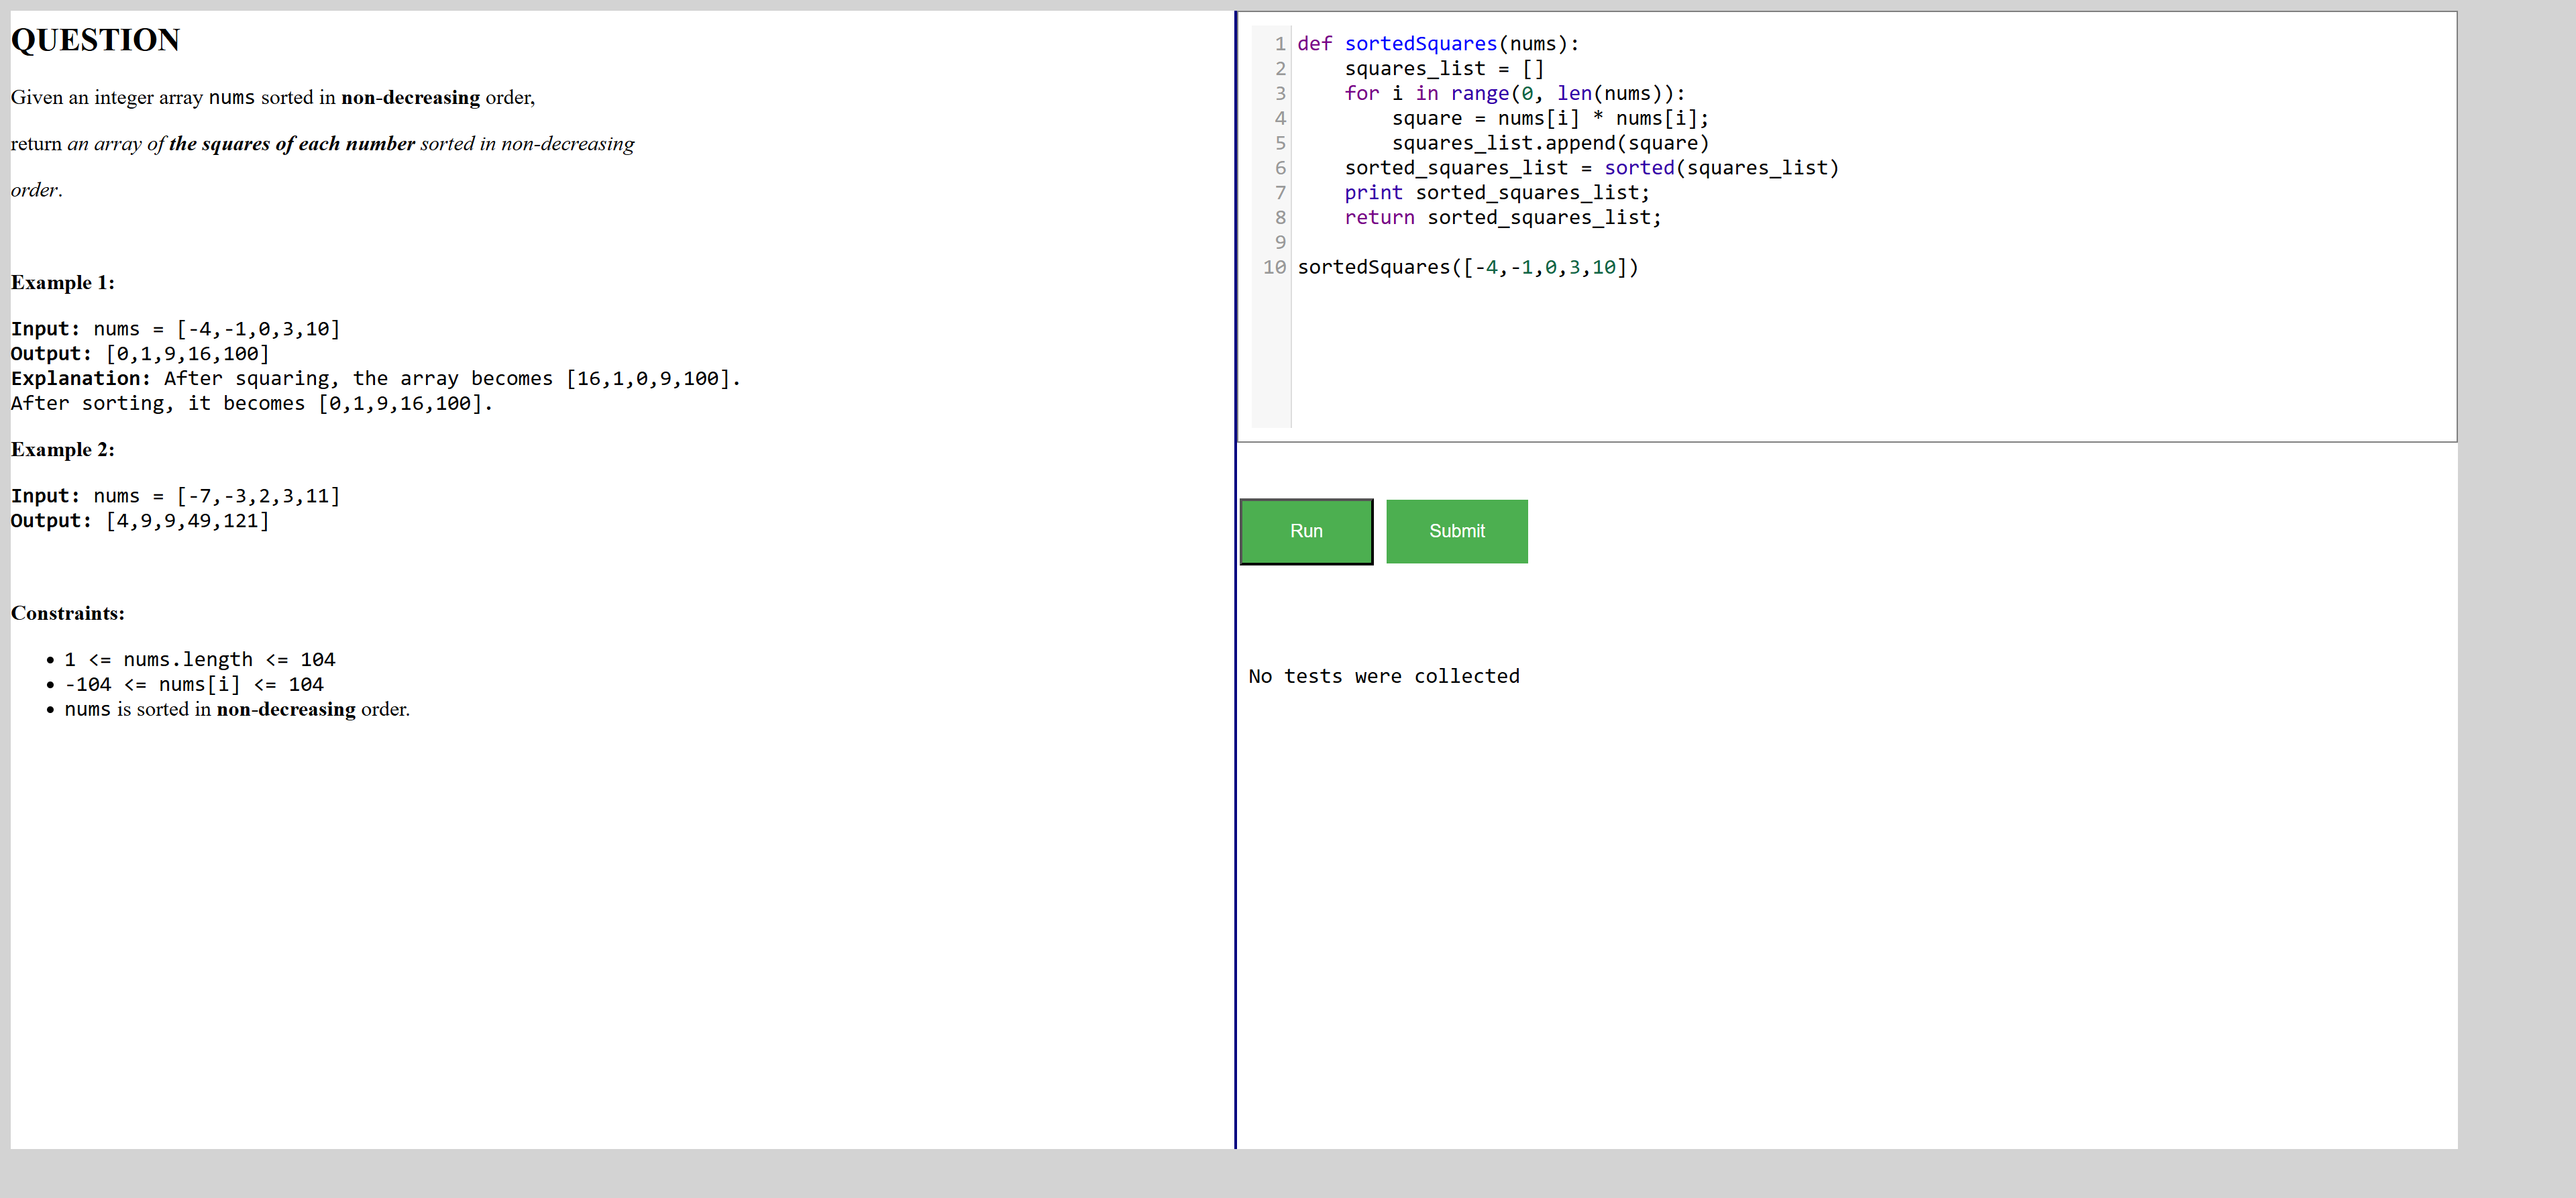 QUESTION
Given an integer array nums sorted in non-decreasing order,
return an array of the squares of each number sorted in non-decreasing
order.
Example 1:
Input: nums = [-4,-1,0,3,10]
Output: [0,1,9,16,100]
Explanation: After squaring, the array becomes [16,1,0,9,100].
After sorting, it becomes [0,1,9,16,100].
Example 2:
Input: nums = [-7,-3,2,3,11]
Output: [4,9,9,49,121]
Constraints:
• 1 <= nums.length <= 104
• -104 <= nums[i] <= 104
• nums is sorted in non-decreasing order.
1 def sortedSquares(nums):
2     squares_list = []
3     for i in range(0, len(nums)):
4         square = nums[i] * nums[i];
5         squares_list.append(square)
6     sorted_squares_list = sorted(squares_list)
7     print sorted_squares_list;
8     return sorted_squares_list;
9
10 sortedSquares([-4,-1,0,3,10])
Run Submit
No tests were collected